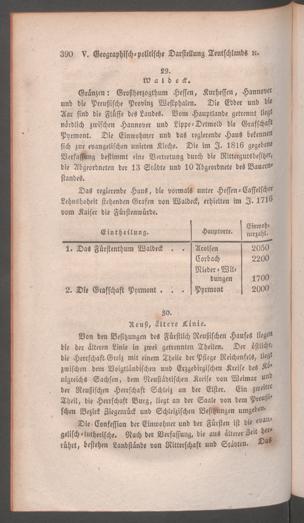 390 V. Geographisch-politische Darstellung Teutschlands ꝛc.
29.
Waldeck.
Gränzen: Großherzogthum Hessen, Kurhessen, Hannover
und die Preußische Provinz Westphalen. Die Edder und die
Aar sind die Flüsse des Landes. Vom Hauptlande getrennt liegt
nördlich zwischen Hannover und Lippe-Detmold die Grafschaft
Pyrmont. Die Einwohner und das regierende Haus bekennen
sich zur evangelischen unirten Kirche. Die im J. 1816 gegebene
Verfassung bestimmt eine Vertretung durch die Rittergutsbesitzer,
die Abgeordneten der 13 Städte und 10 Abgeordnete des Bauern-
standes.
Das regierende Haus, die vormals unter Hessen-Casselscher
Lehnshoheit stehenden Grafen von Waldeck, erhielten im J. 1716
vom Kaiser die Fürstenwürde.
Eintheilung. Hauptorte. Einwoh-
nerzahl.
1. Das Fürstenthum Waldeck . . Arolsen 2050
Corbach 2200
Nieder-Wil-
dungen 1700
2. Die Grafschaft Pyrmont . . . Pyrmont 2000
30.
Reuß, ältere Linie.
Von den Besitzungen des Fürstlich Reußischen Hauses liegen
die der älteren Linie in zwei getrennten Theilen. Der östliche,
die Herrschaft Greiz mit einem Theile der Pflege Reichenfels, liegt
zwischen dem Voigtländischen und Erzgebirgischen Kreise des Kö-
nigreichs Sachsen, dem Neustädtischen Kreise von Weimar und
der Reußischen Herrschaft Schleiz an der Elster. Ein zweiter
Theil, die Herrschaft Burg, liegt an der Saale von dem Preußi-
schen Bezirk Ziegenrück und Schleizischen Besitzungen umgeben.
Die Confession der Einwohner und der Fürsten ist die evan-
gelisch-lutherische. Nach der Verfassung, die aus älterer Zeit her-
rührt, bestehen Landstände von Ritterschaft und Städten. Das